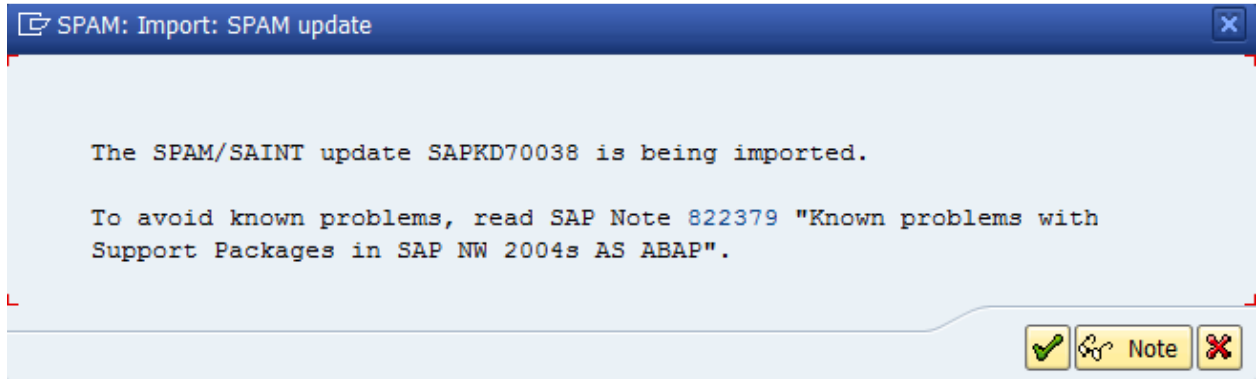 SPAM: Import: SPAM update
The SPAM/SAINT update SAPKD70038 is being imported.
To avoid known problems, read SAP Note 822379 "Known problems with
Support Packages in SAP NW 2004s AS ABAP".
Note